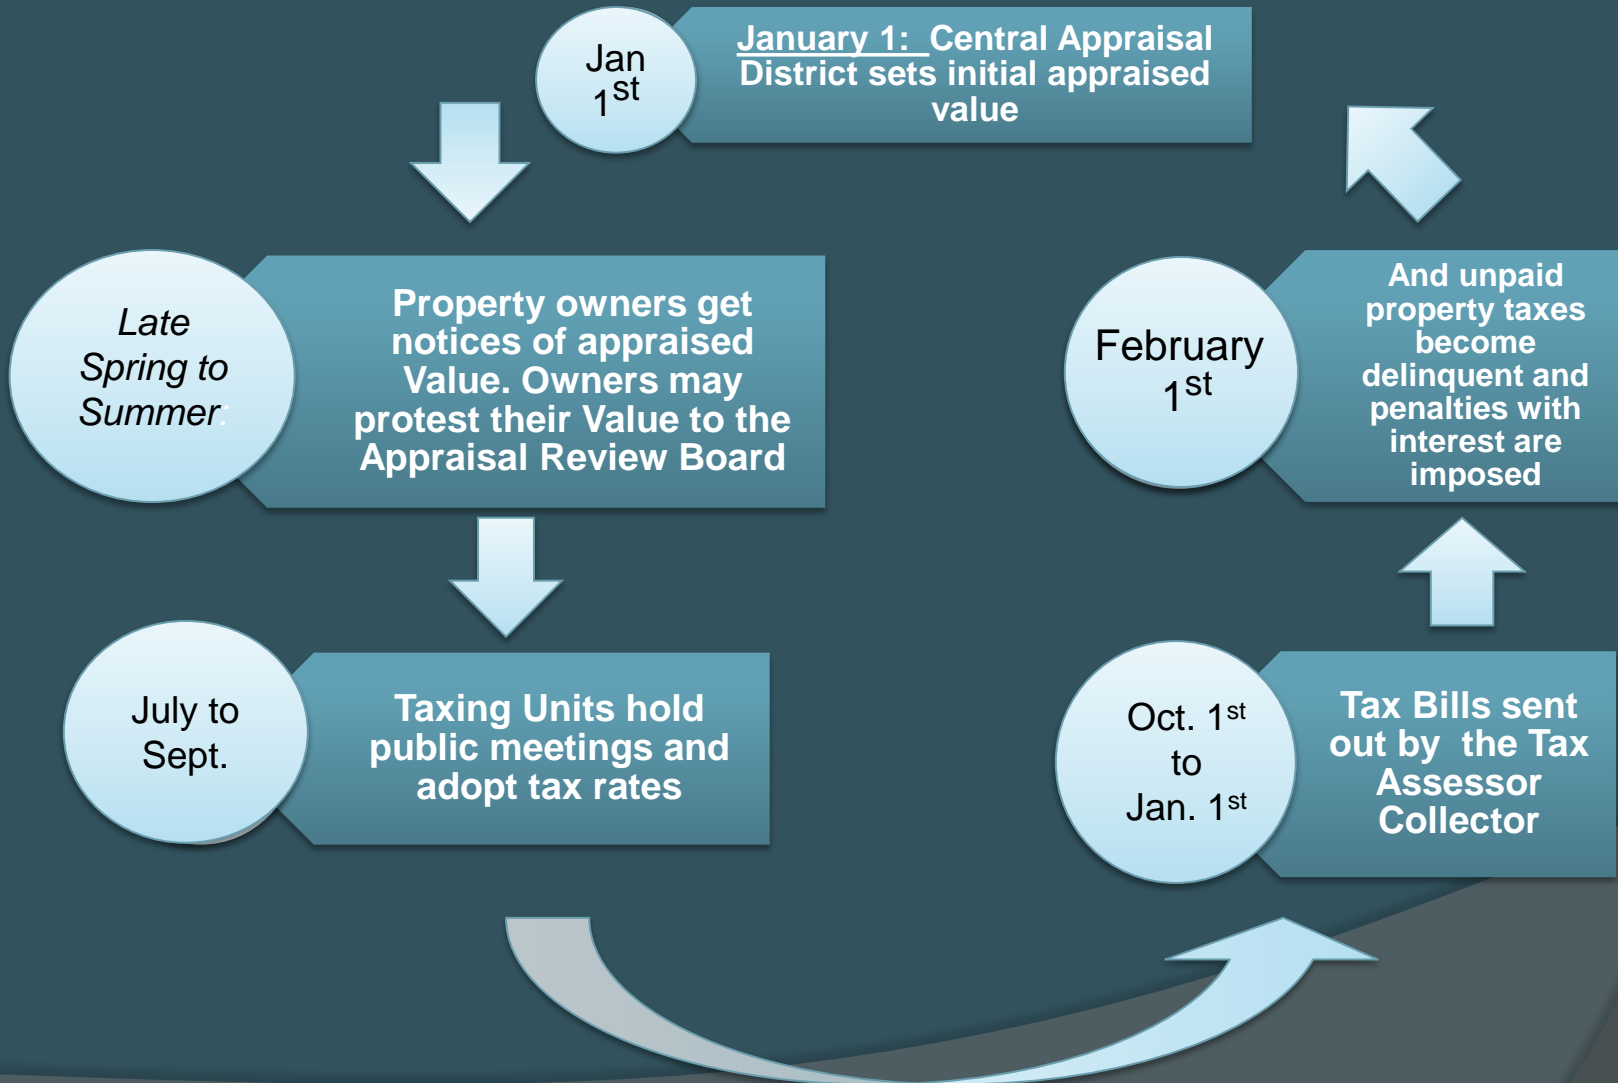 Jan
1st
January 1: Central Appraisal
District sets initial appraised
value
Late
Spring to
Summer:
Property owners get
notices of appraised
Value. Owners may
protest their Value to the
Appraisal Review Board
July to
Sept.
Taxing Units hold
public meetings and
adopt tax rates
Oct. 1st
to
Jan. 1st
Tax Bills sent
out by the Tax
Assessor
Collector
February
1st
And unpaid
property taxes
become
delinquent and
penalties with
interest are
imposed